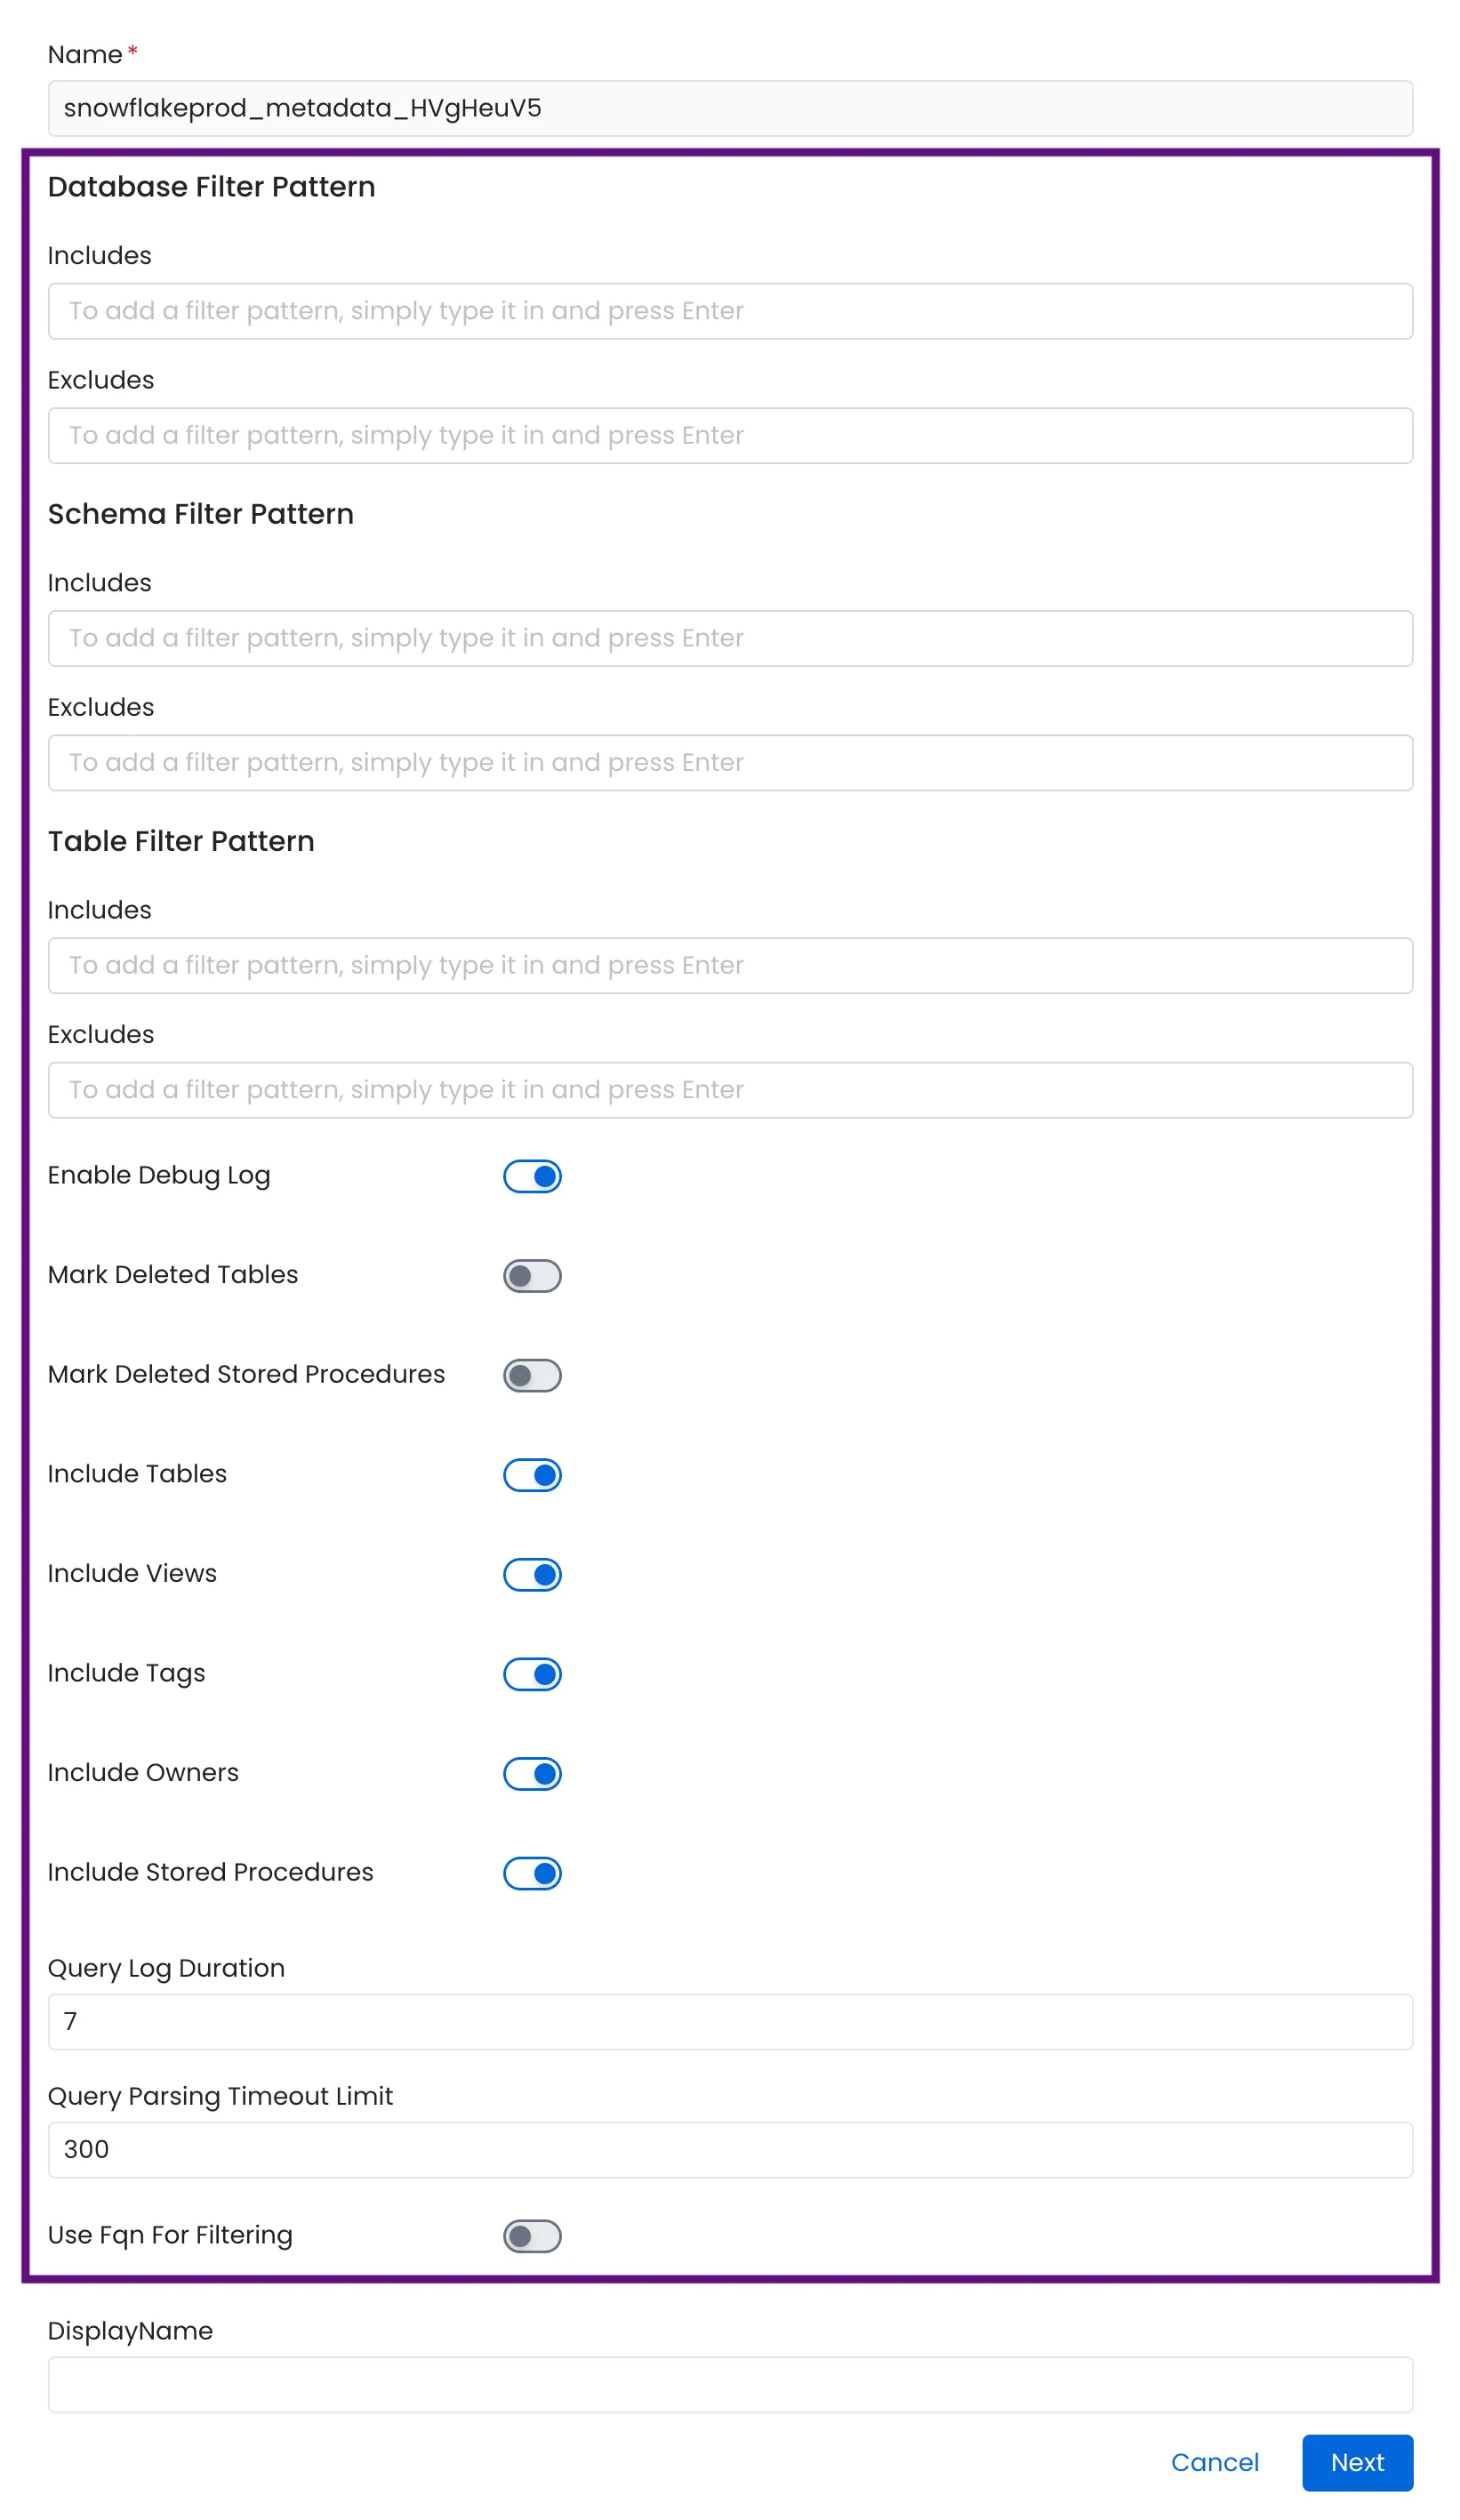 Name *
snowflakeprod_metadata_HVgHeuV5
Database Filter Pattern
Includes
To add a filter pattern, simply type it in and press Enter
Excludes
To add a filter pattern, simply type it in and press Enter
Schema Filter Pattern
Includes
To add a filter pattern, simply type it in and press Enter
Excludes
To add a filter pattern, simply type it in and press Enter
Table Filter Pattern
Includes
To add a filter pattern, simply type it in and press Enter
Excludes
To add a filter pattern, simply type it in and press Enter
Enable Debug Log
Mark Deleted Tables
Mark Deleted Stored Procedures
Include Tables
Include Views
Include Tags
Include Owners
Include Stored Procedures
Query Log Duration
7
Query Parsing Timeout Limit
300
Use Fqn For Filtering
DisplayName
Cancel Next